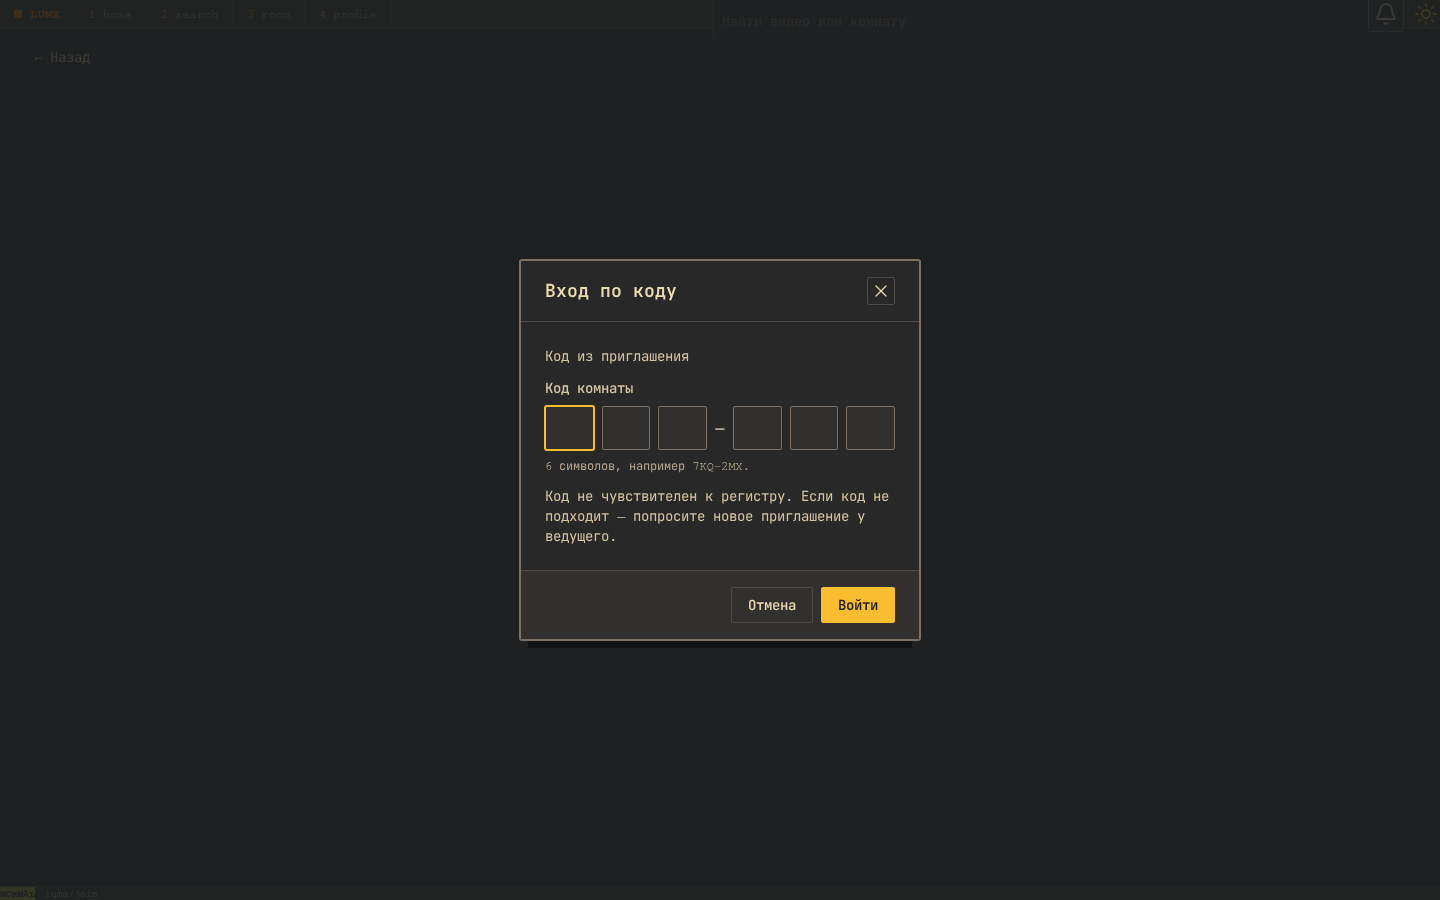 LUME 1 home 2 search 3 room 4 profile Найти видео или комнату
← Назад
Вход по коду
Код из приглашения
Код комнаты
—
6 символов, например 7KQ-2MX.
Код не чувствителен к регистру. Если код не
подходит — попросите новое приглашение у
ведущего.
Отмена Войти
lume/join